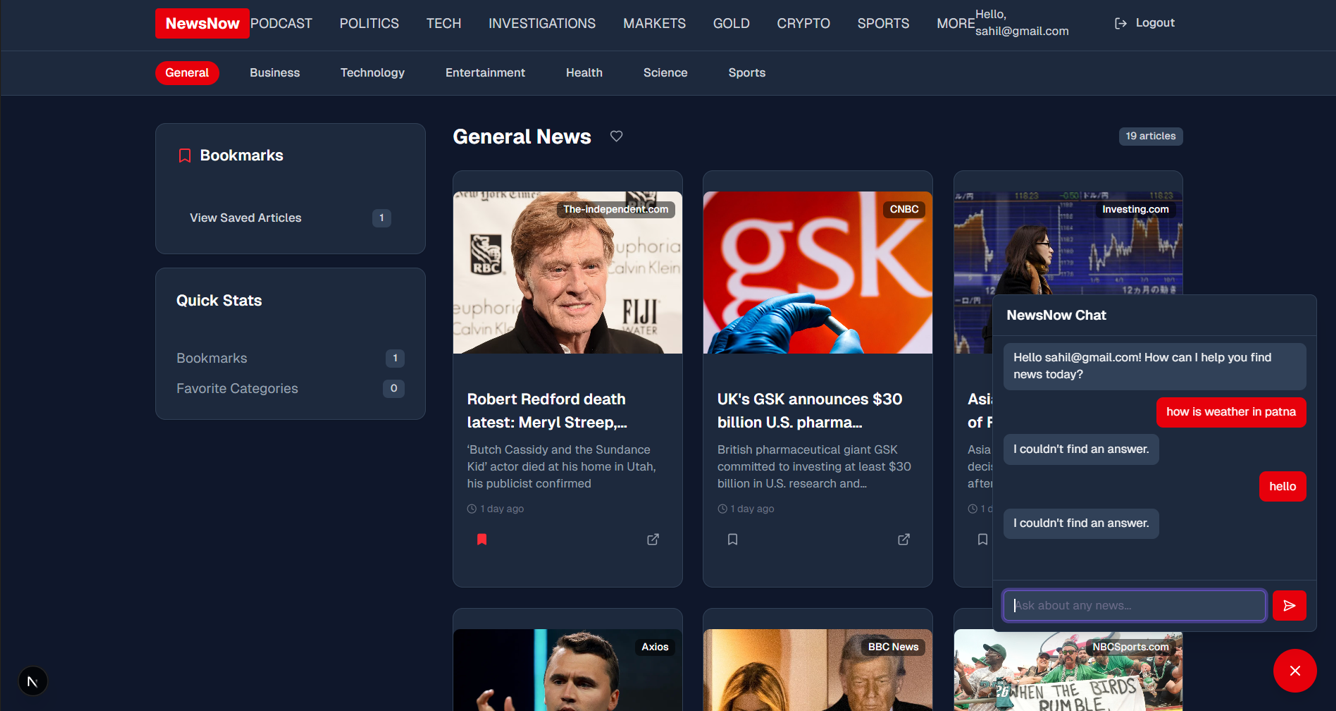 NewsNow
PODCAST
POLITICS
TECH
INVESTIGATIONS
MARKETS
GOLD
CRYPTO
SPORTS
MORE
Hello,
sahil@gmail.com
Logout
General
Business
Technology
Entertainment
Health
Science
Sports
Bookmarks
View Saved Articles
1
Quick Stats
Bookmarks
1
Favorite Categories
0
General News
19 articles
The-independent.com
RBC
euphoria
Calvin Klein
FIJI
WATER
Robert Redford death
latest: Meryl Streep,...
‘Butch Cassidy and the Sundance
Kid’ actor died at his home in Utah,
his publicist confirmed
1 day ago
CNBC
gsk
UK's GSK announces $30
billion U.S. pharma...
British pharmaceutical giant GSK
committed to investing at least $30
billion in U.S. research and...
1 day ago
Investing.com
Asia
decis
after
NewsNow Chat
Hello sahil@gmail.com! How can I help you find
news today?
how is weather in patna
I couldn't find an answer.
hello
I couldn't find an answer.
Ask about any news...
Axios
BBC News
NBCSports.com
WHEN THE BIRDS
RUMBLE,
N